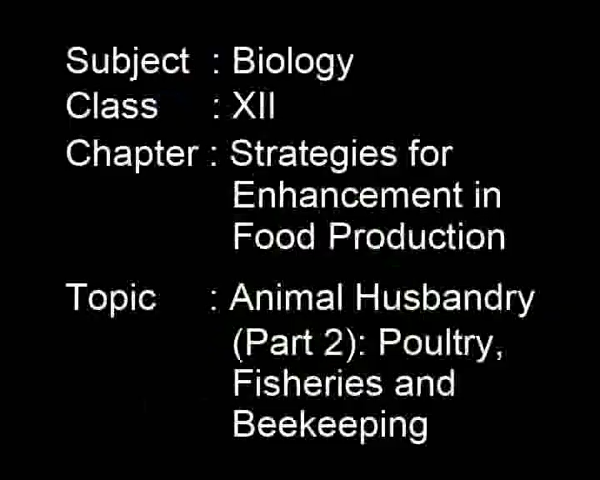 Subject : Biology
Class : XII
Chapter : Strategies for
Enhancement in
Food Production
Topic : Animal Husbandry
(Part 2): Poultry,
Fisheries and
Beekeeping